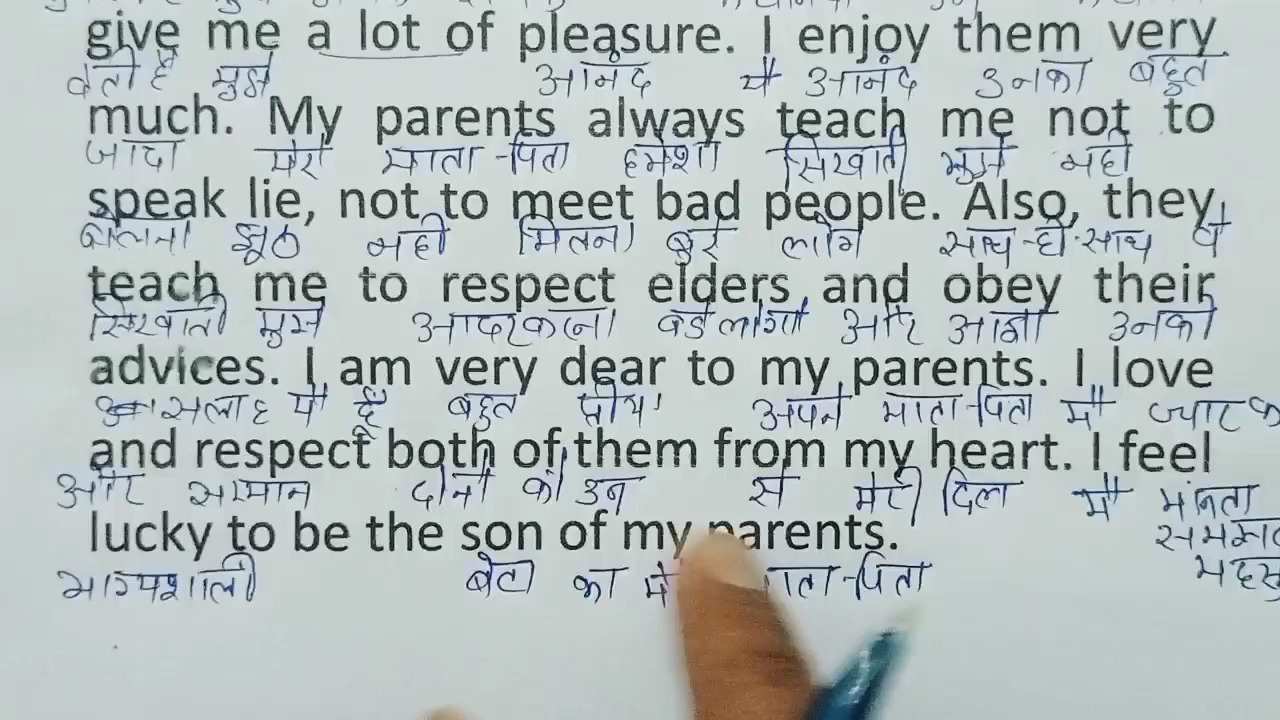 give me a lot of pleasure. I enjoy them very
देती है मुझे आनंद मैं आनंद उनका बहुत
much. My parents always teach me not to
जादा मेरे माता-पिता हमेशा सिखाती मुझे नही
speak lie, not to meet bad people. Also, they
बोलना झूठ नही मिलना बुरे लोग साथ-ही-साथ वे
teach me to respect elders and obey their
सिखाती मुझे आदरकरना बडे लोगों और आज्ञा उनकी
advices. I am very dear to my parents. I love
सलाह मैं हूँ बहुत प्रीय अपने माता-पिता मैं प्यार क
and respect both of them from my heart. I feel
और सम्मान दोनों को उन से मेरी दिल मैं मानता
lucky to be the son of my parents.
समझत
भाग्यशाली बेटा का मे माता-पिता महसु